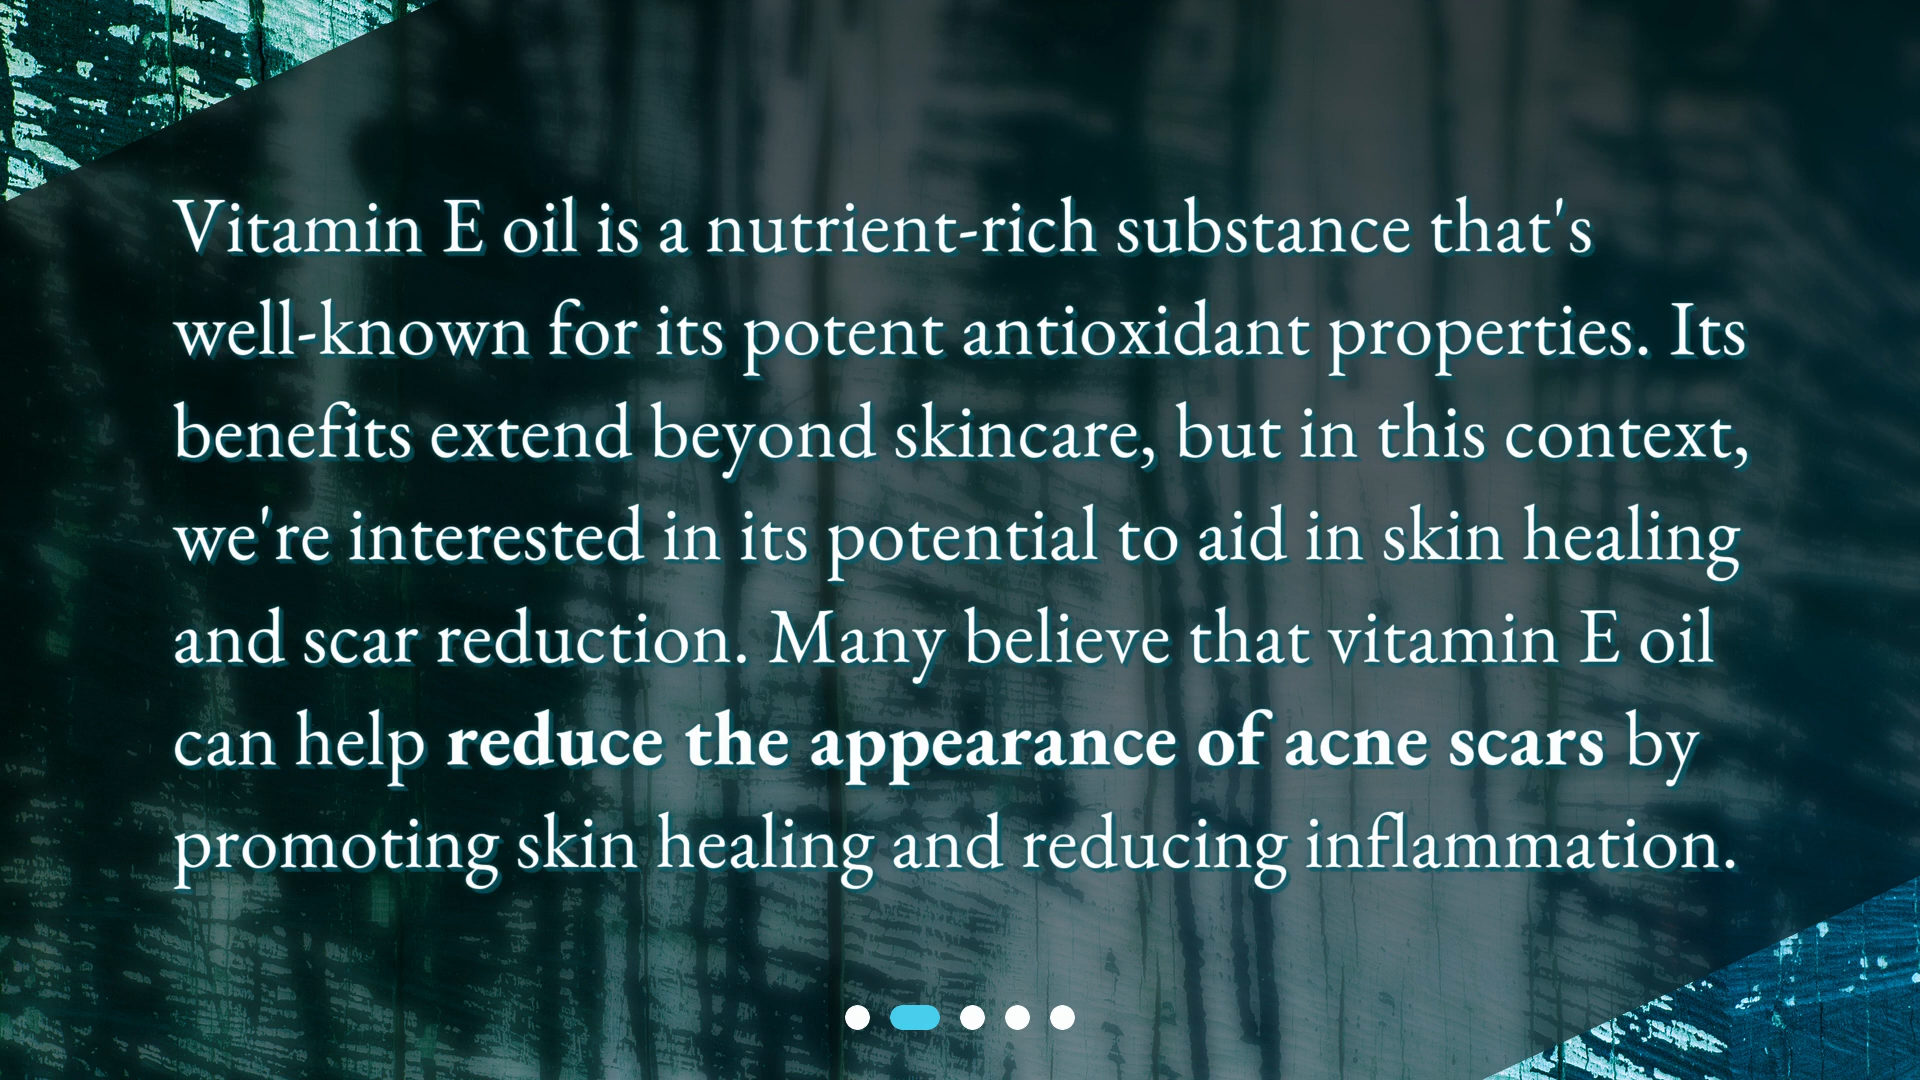 Vitamin E oil is a nutrient-rich substance that's
well-known for its potent antioxidant properties. Its
benefits extend beyond skincare, but in this context,
we're interested in its potential to aid in skin healing
and scar reduction. Many believe that vitamin E oil
can help reduce the appearance of acne scars by
promoting skin healing and reducing inflammation.